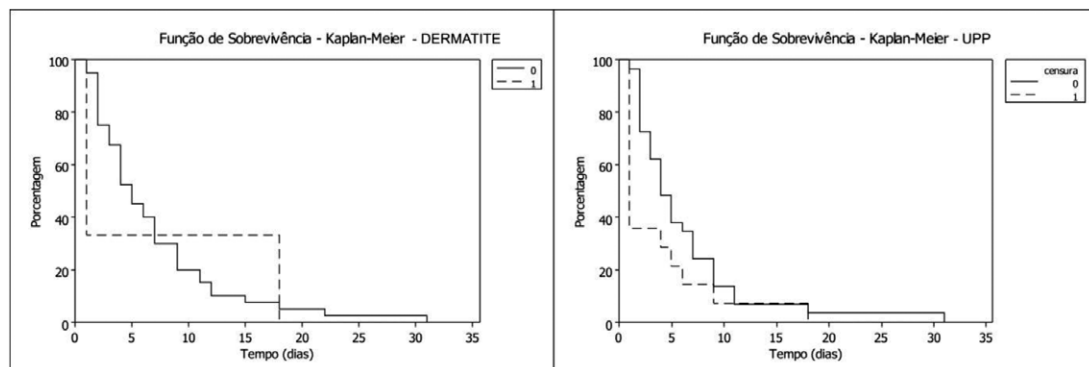 Função de Sobrevivência - Kaplan-Meier - DERMATITE
0
1
100
80
60
40
20
0
Porcentagem
0 5 10 15 20 25 30 35
Tempo (dias)
Função de Sobrevivência - Kaplan-Meier - UPP
censura
0
1
100
80
60
40
20
0
Porcentagem
0 5 10 15 20 25 30 35
Tempo (dias)